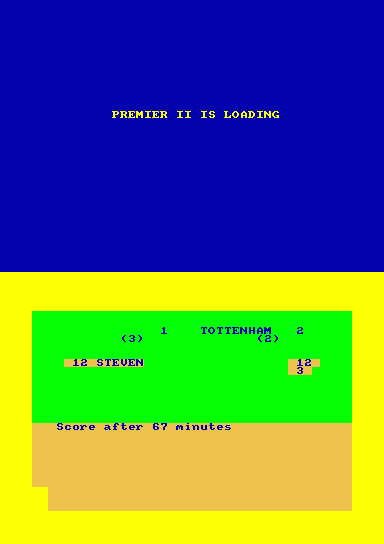 PREMIER II IS LOADING
1 TOTTENHAM 2
(3) (2)
12 STEVEN 12
3
Score after 67 minutes